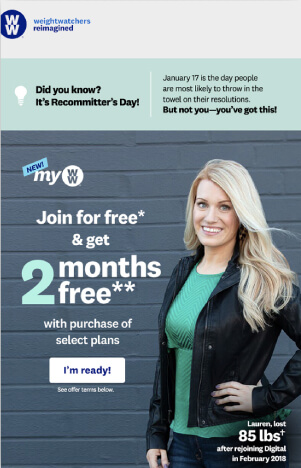 WW
weightwatchers
reimagined
Did you know?
It's Recommitter's Day!
January 17 is the day people
are most likely to throw in the
towel on their resolutions.
But not you—you've got this!
NEW!
my WW
Join for free*
& get
2 months
free**
with purchase of
select plans
I'm ready!
See offer terms below.
Lauren, lost
85 lbs†
after rejoining Digital
in February 2018